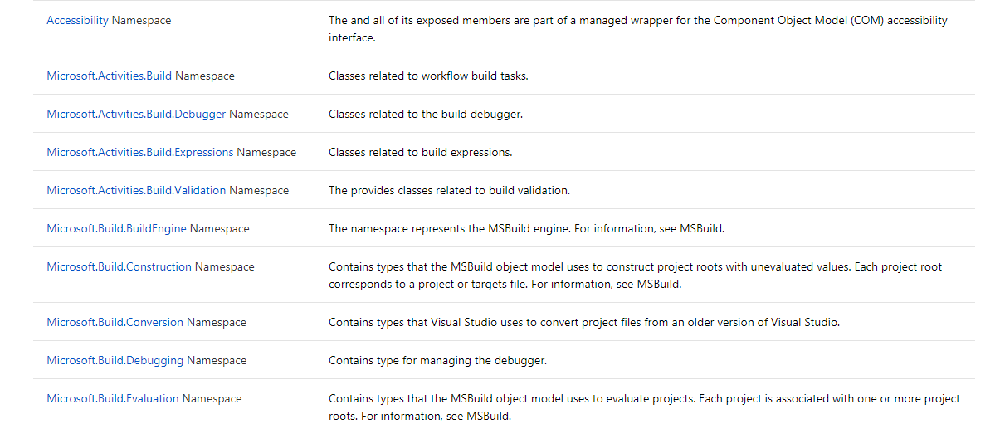 Accessibility Namespace
The and all of its exposed members are part of a managed wrapper for the Component Object Model (COM) accessibility
interface.
Microsoft.Activities.Build Namespace
Classes related to workflow build tasks.
Microsoft.Activities.Build.Debugger Namespace
Classes related to the build debugger.
Microsoft.Activities.Build.Expressions Namespace
Classes related to build expressions.
Microsoft.Activities.Build.Validation Namespace
The provides classes related to build validation.
Microsoft.Build.BuildEngine Namespace
The namespace represents the MSBuild engine. For information, see MSBuild.
Microsoft.Build.Construction Namespace
Contains types that the MSBuild object model uses to construct project roots with unevaluated values. Each project root
corresponds to a project or targets file. For information, see MSBuild.
Microsoft.Build.Conversion Namespace
Contains types that Visual Studio uses to convert project files from an older version of Visual Studio.
Microsoft.Build.Debugging Namespace
Contains type for managing the debugger.
Microsoft.Build.Evaluation Namespace
Contains types that the MSBuild object model uses to evaluate projects. Each project is associated with one or more project
roots. For information, see MSBuild.